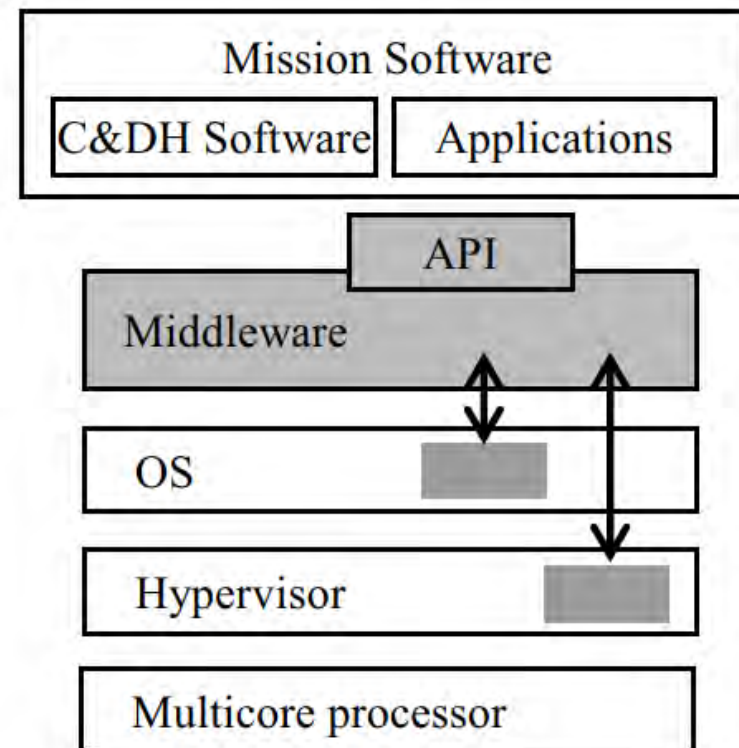 Mission Software
C&DH Software
Applications
API
Middleware
OS
Hypervisor
Multicore processor